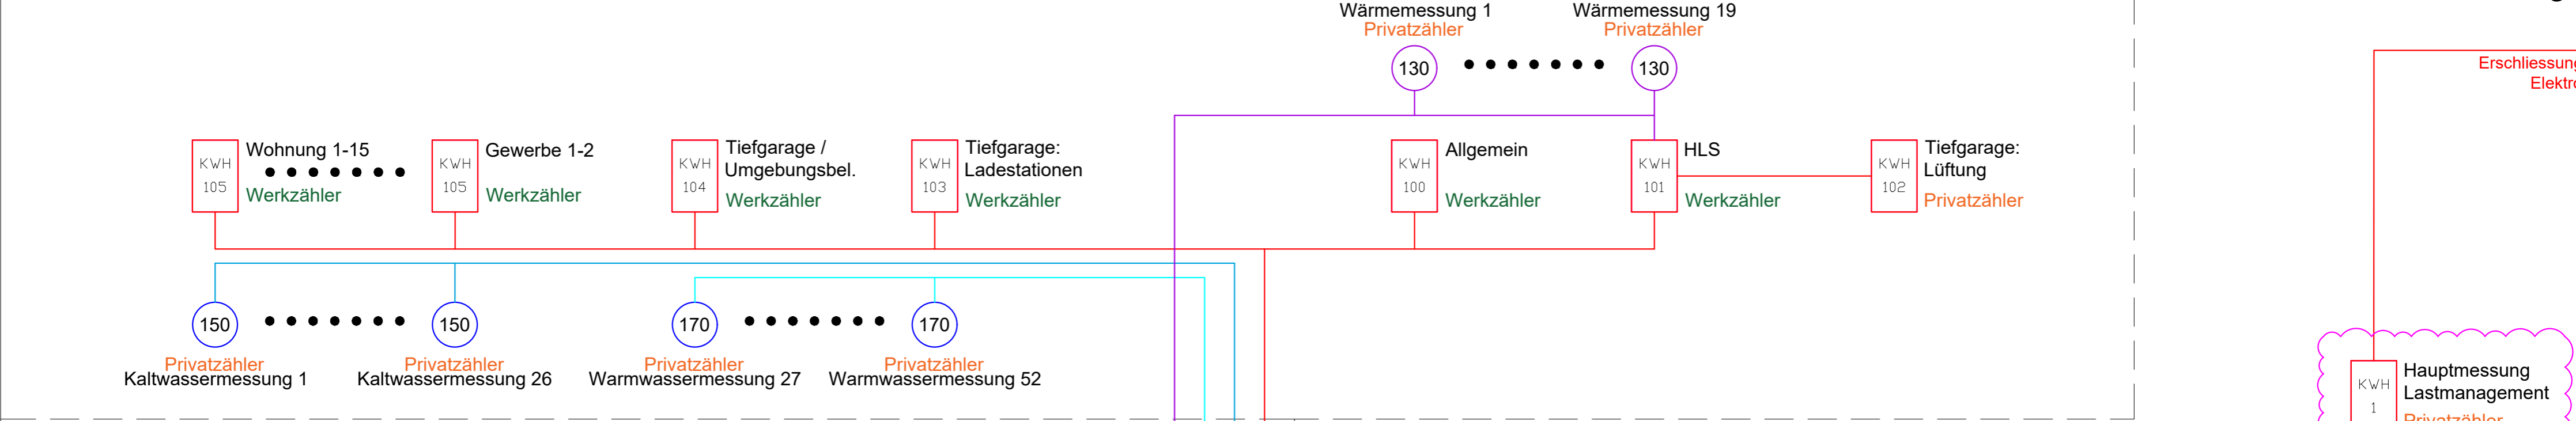 Wärmemessung 1
Privatzähler
130
Wärmemessung 19
Privatzähler
130
KWH
105
Wohnung 1-15
Werkzähler
KWH
105
Gewerbe 1-2
Werkzähler
KWH
104
Tiefgarage /
Umgebungsbel.
Werkzähler
KWH
103
Tiefgarage:
Ladestationen
Werkzähler
KWH
100
Allgemein
Werkzähler
KWH
101
HLS
Werkzähler
KWH
102
Tiefgarage:
Lüftung
Privatzähler
150
Privatzähler
Kaltwassermessung 1
150
Privatzähler
Kaltwassermessung 26
170
Privatzähler
Warmwassermessung 27
170
Privatzähler
Warmwassermessung 52
Erschliessung
Elektr
KWH
1
Hauptmessung
Lastmanagement
Privatzähler